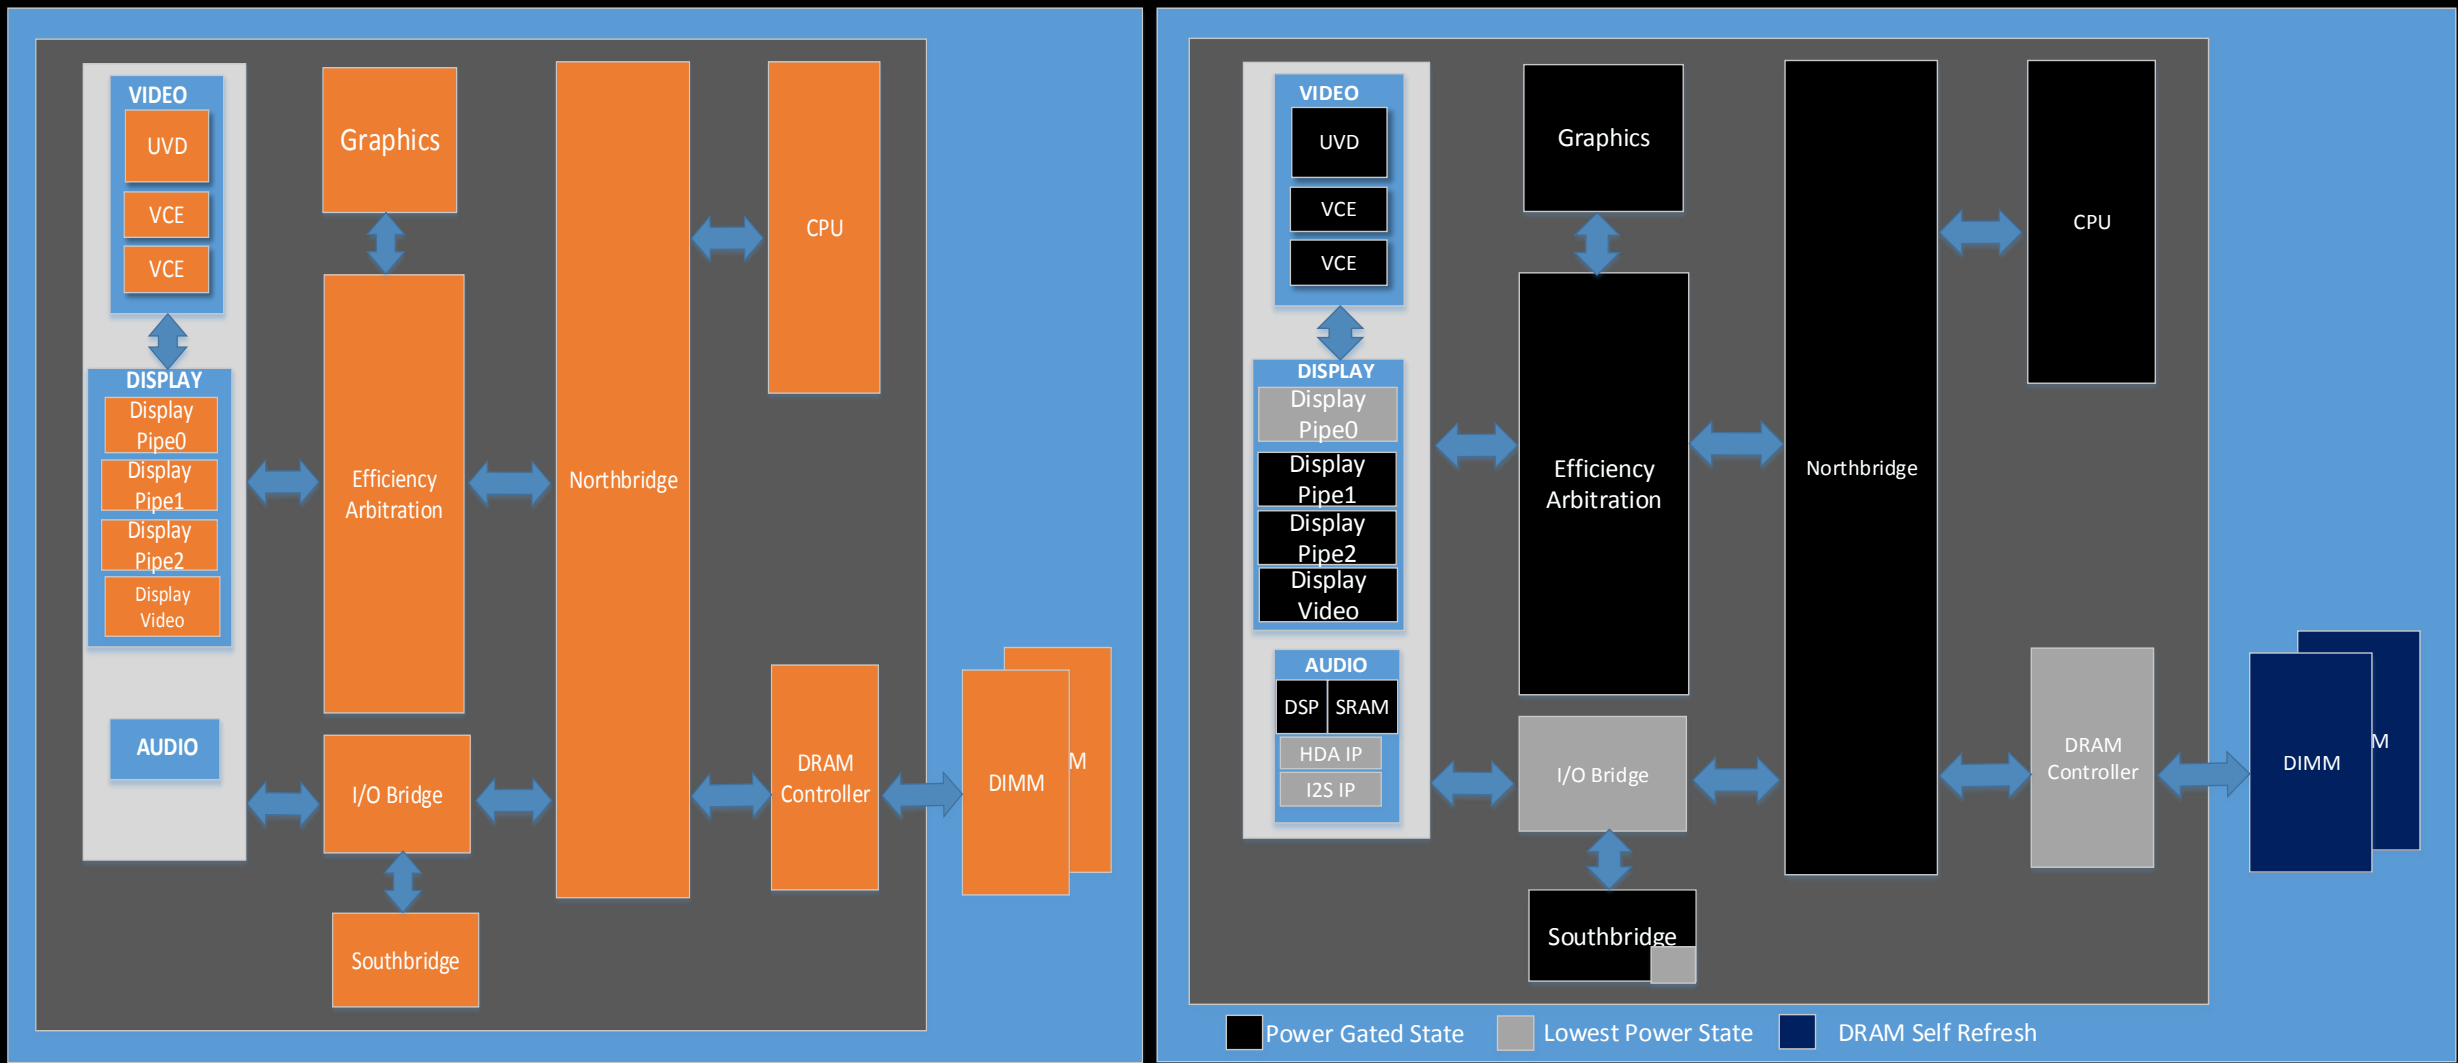 VIDEO
UVD
VCE
VCE
DISPLAY
Display
Pipe0
Display
Pipe1
Display
Pipe2
Display
Video
AUDIO
Graphics
Efficiency
Arbitration
I/O Bridge
Southbridge
Northbridge
CPU
DRAM
Controller
DIMM
M
VIDEO
UVD
VCE
VCE
DISPLAY
Display
Pipe0
Display
Pipe1
Display
Pipe2
Display
Video
AUDIO
DSP
SRAM
HDA IP
I2S IP
Graphics
Efficiency
Arbitration
I/O Bridge
Southbridge
Northbridge
CPU
DRAM
Controller
DIMM
M
Power Gated State
Lowest Power State
DRAM Self Refresh